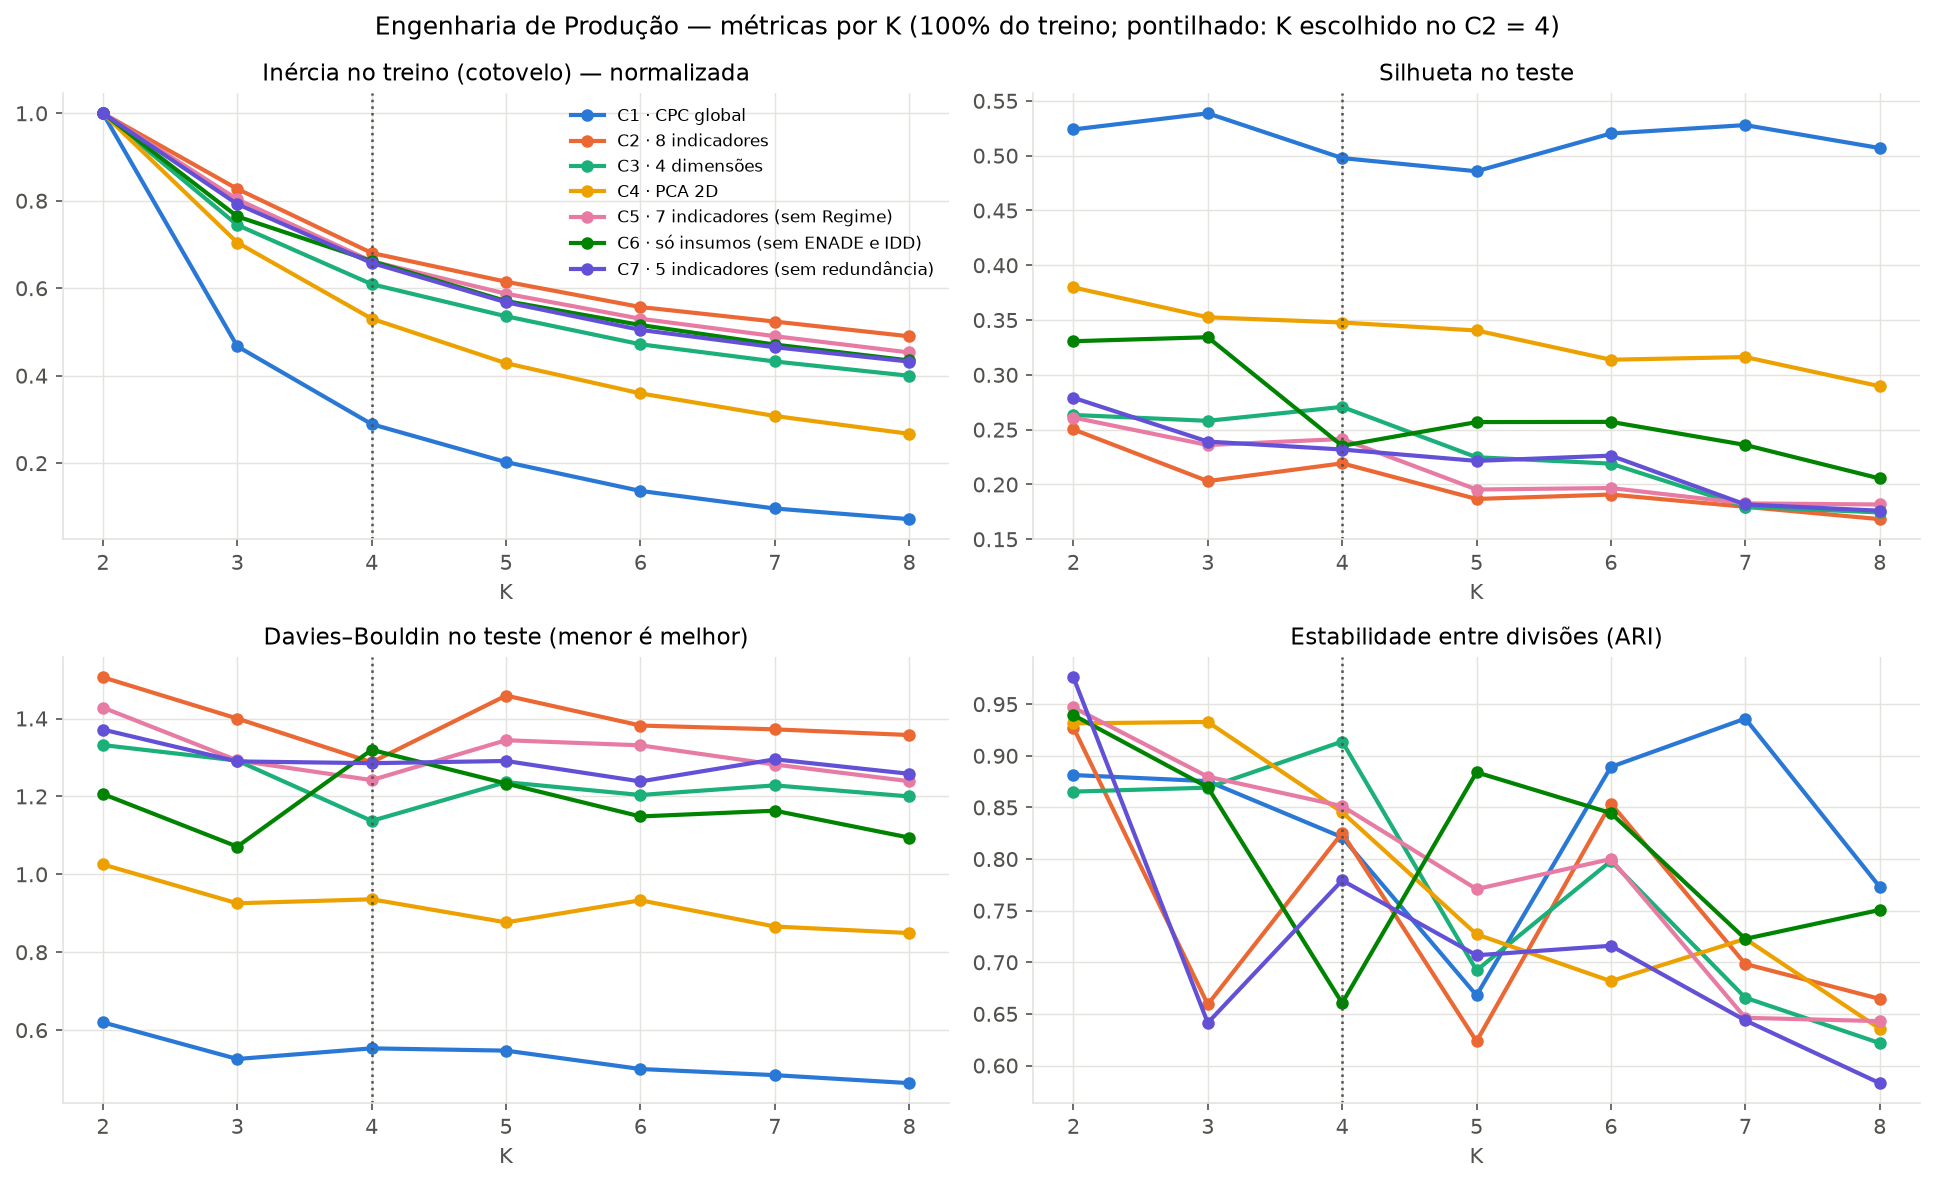 Engenharia de Produção — métricas por K (100% do treino; pontilhado: K escolhido no C2 = 4)
Inércia no treino (cotovelo) — normalizada
1.0
0.8
0.6
0.4
0.2
C1 · CPC global
C2 · 8 indicadores
C3 · 4 dimensões
C4 · PCA 2D
C5 · 7 indicadores (sem Regime)
C6 · só insumos (sem ENADE e IDD)
C7 · 5 indicadores (sem redundância)
2 3 4 5 6 7 8
K
Silhueta no teste
0.55
0.50
0.45
0.40
0.35
0.30
0.25
0.20
0.15
2 3 4 5 6 7 8
K
Davies–Bouldin no teste (menor é melhor)
1.4
1.2
1.0
0.8
0.6
2 3 4 5 6 7 8
K
Estabilidade entre divisões (ARI)
0.95
0.90
0.85
0.80
0.75
0.70
0.65
0.60
2 3 4 5 6 7 8
K